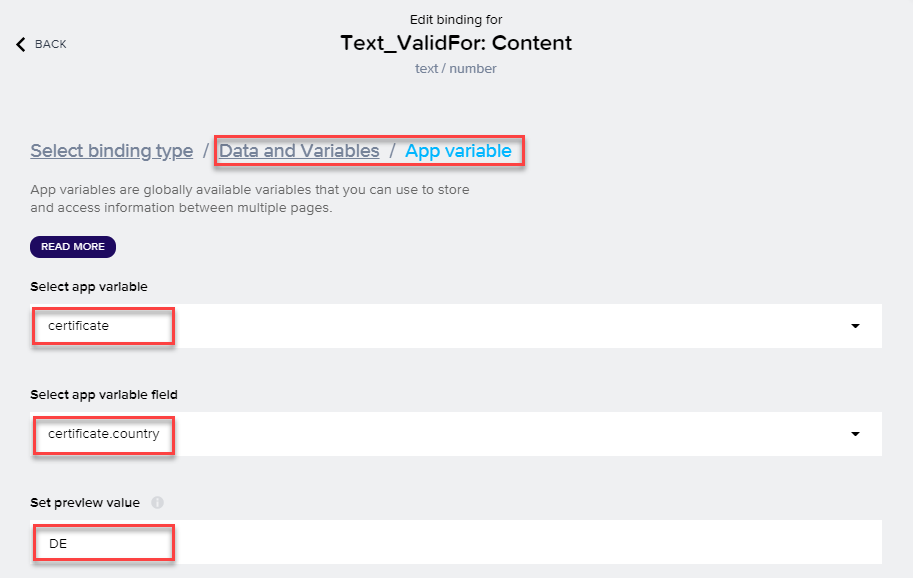 Edit binding for
BACK
Text_ValidFor: Content
text / number
Select binding type / Data and Variables / App variable
App variables are globally available variables that you can use to store
and access information between multiple pages.
READ MORE
Select app variable
certificate
Select app variable field
certificate.country
Set preview value
DE